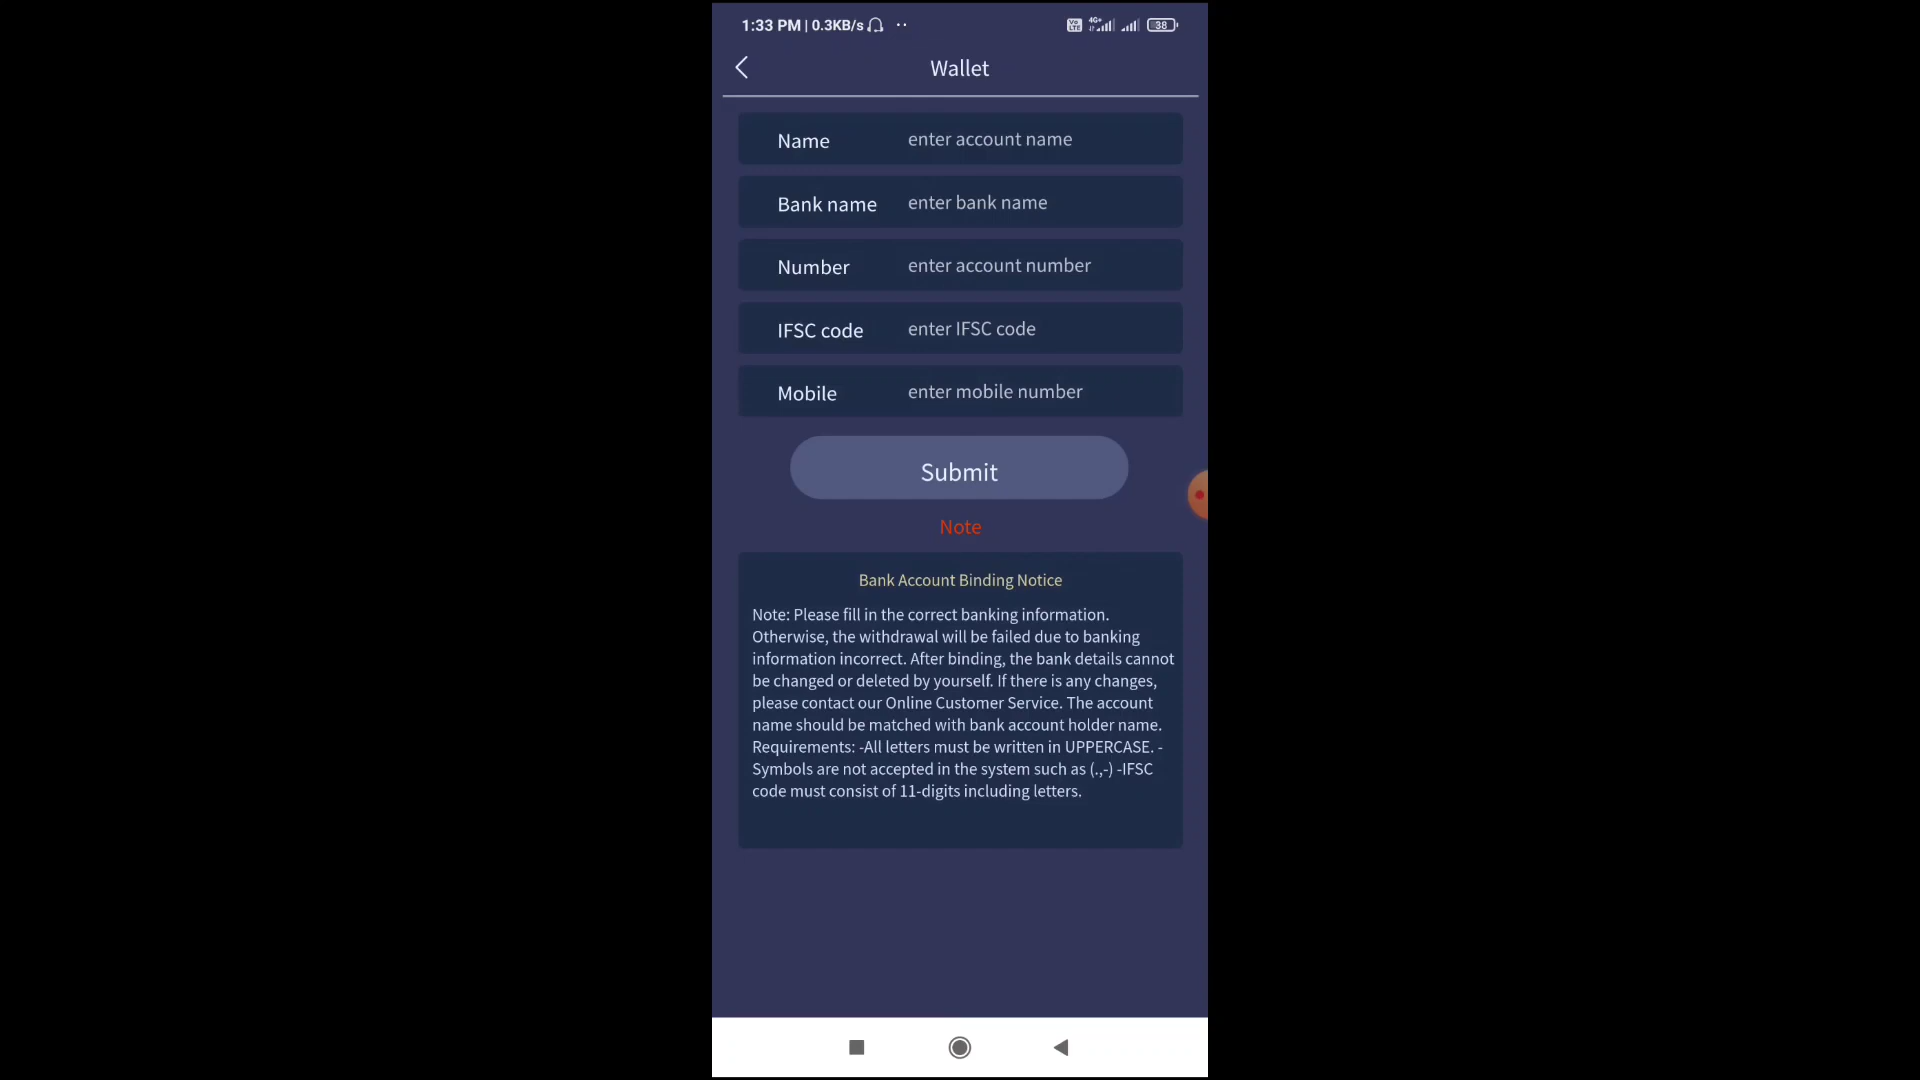 1:33 PM | 0.3KB/s
Vo LTE 4G+ 38
Wallet
Name enter account name
Bank name enter bank name
Number enter account number
IFSC code enter IFSC code
Mobile enter mobile number
Submit
Note
Bank Account Binding Notice
Note: Please fill in the correct banking information.
Otherwise, the withdrawal will be failed due to banking
information incorrect. After binding, the bank details cannot
be changed or deleted by yourself. If there is any changes,
please contact our Online Customer Service. The account
name should be matched with bank account holder name.
Requirements: -All letters must be written in UPPERCASE. -
Symbols are not accepted in the system such as (.,-) -IFSC
code must consist of 11-digits including letters.